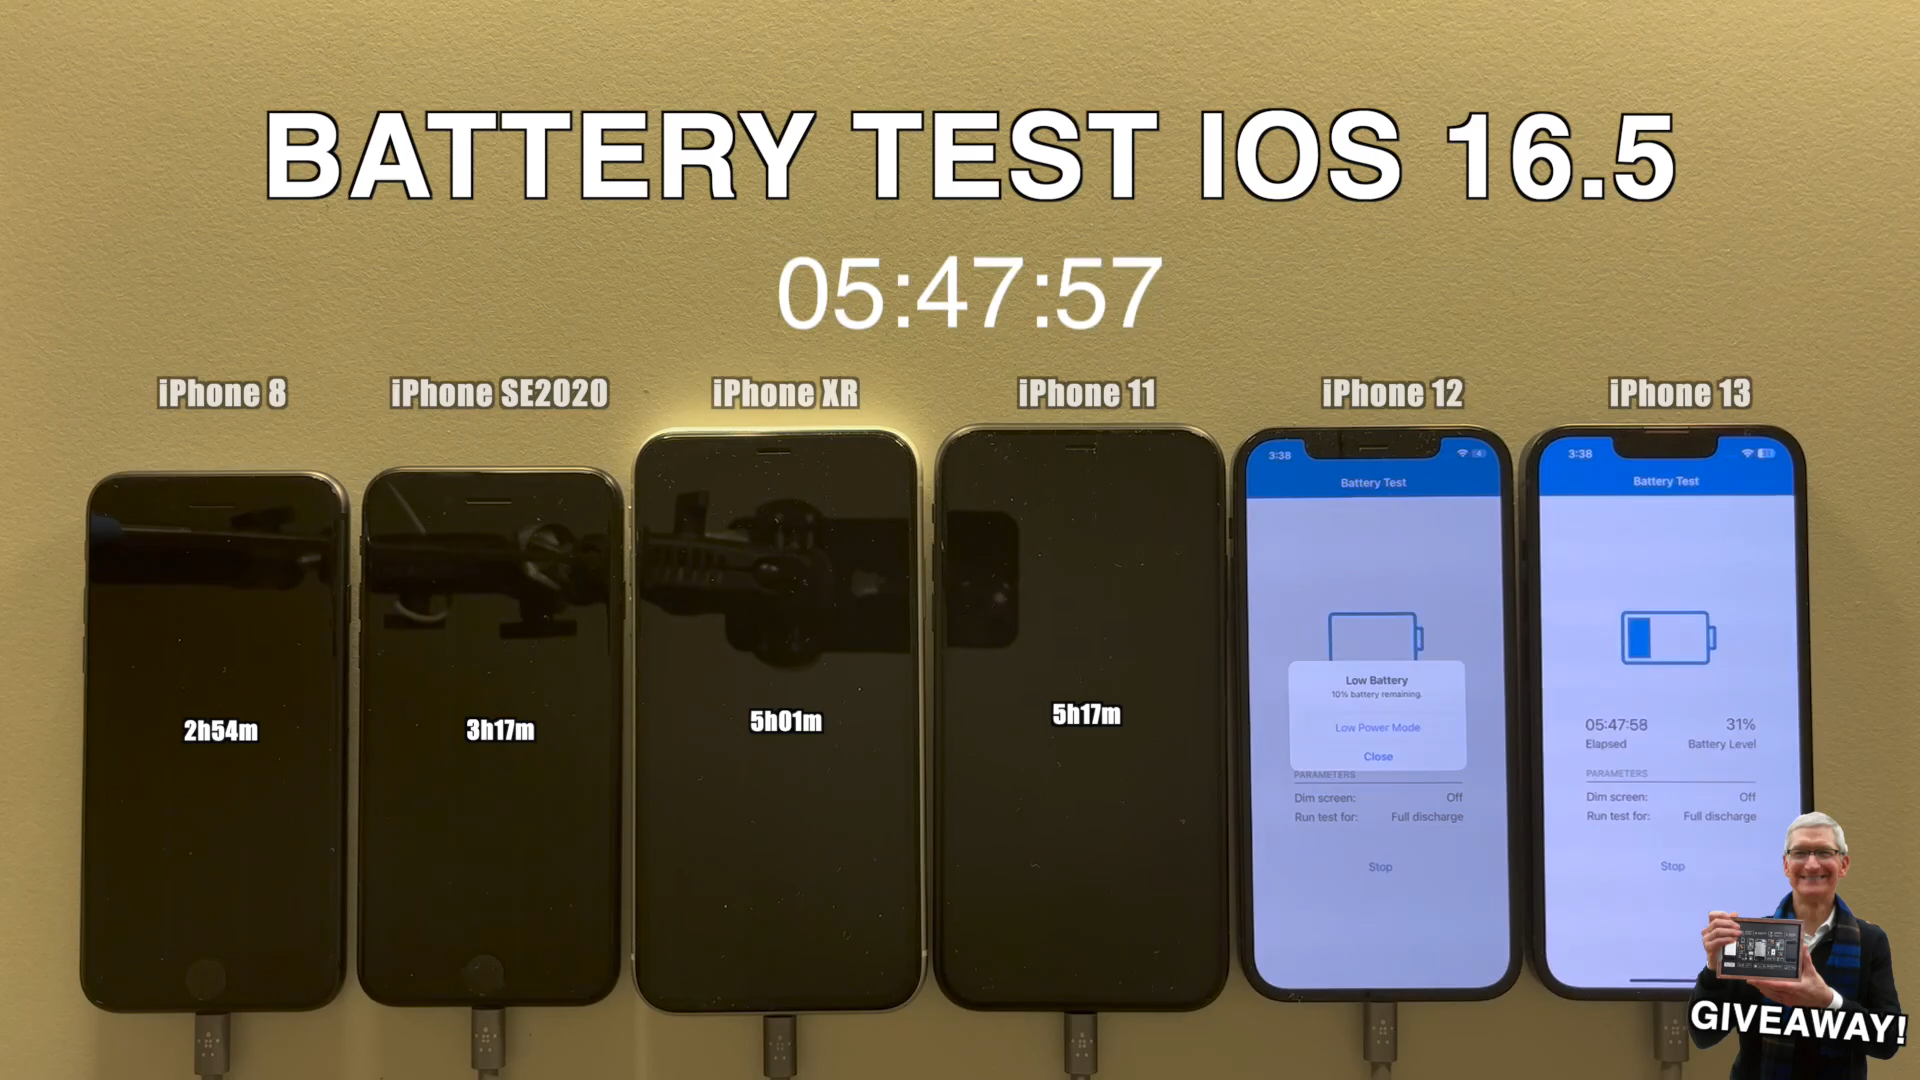 BATTERY TEST IOS 16.5
05:47:57
iPhone 8
iPhone SE2020
iPhone XR
iPhone 11
iPhone 12
iPhone 13
2h54m
3h17m
5h01m
5h17m
3:38
4
Battery Test
Low Battery
10% battery remaining.
Low Power Mode
Close
PARAMETERS
Dim screen: Off
Run test for: Full discharge
Stop
3:38
Battery Test
05:47:58 31%
Elapsed Battery Level
PARAMETERS
Dim screen: Off
Run test for: Full discharge
Stop
GIVEAWAY!